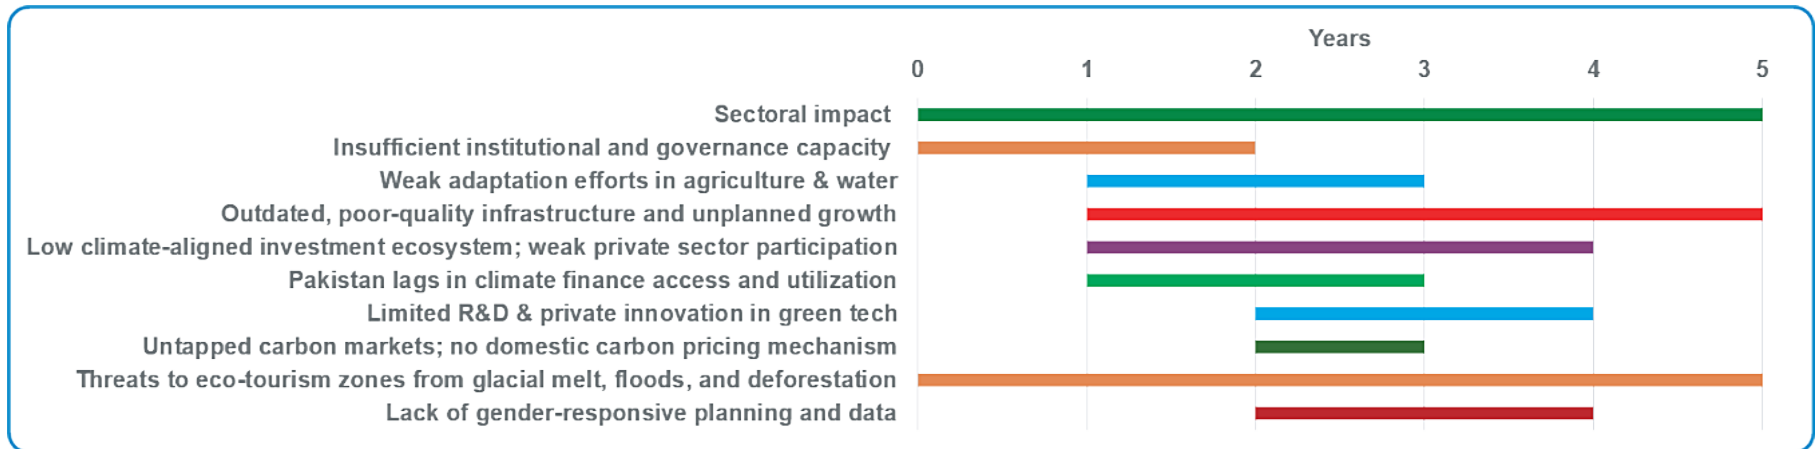 Years
0 1 2 3 4 5
Sectoral impact
Insufficient institutional and governance capacity
Weak adaptation efforts in agriculture & water
Outdated, poor-quality infrastructure and unplanned growth
Low climate-aligned investment ecosystem; weak private sector participation
Pakistan lags in climate finance access and utilization
Limited R&D & private innovation in green tech
Untapped carbon markets; no domestic carbon pricing mechanism
Threats to eco-tourism zones from glacial melt, floods, and deforestation
Lack of gender-responsive planning and data